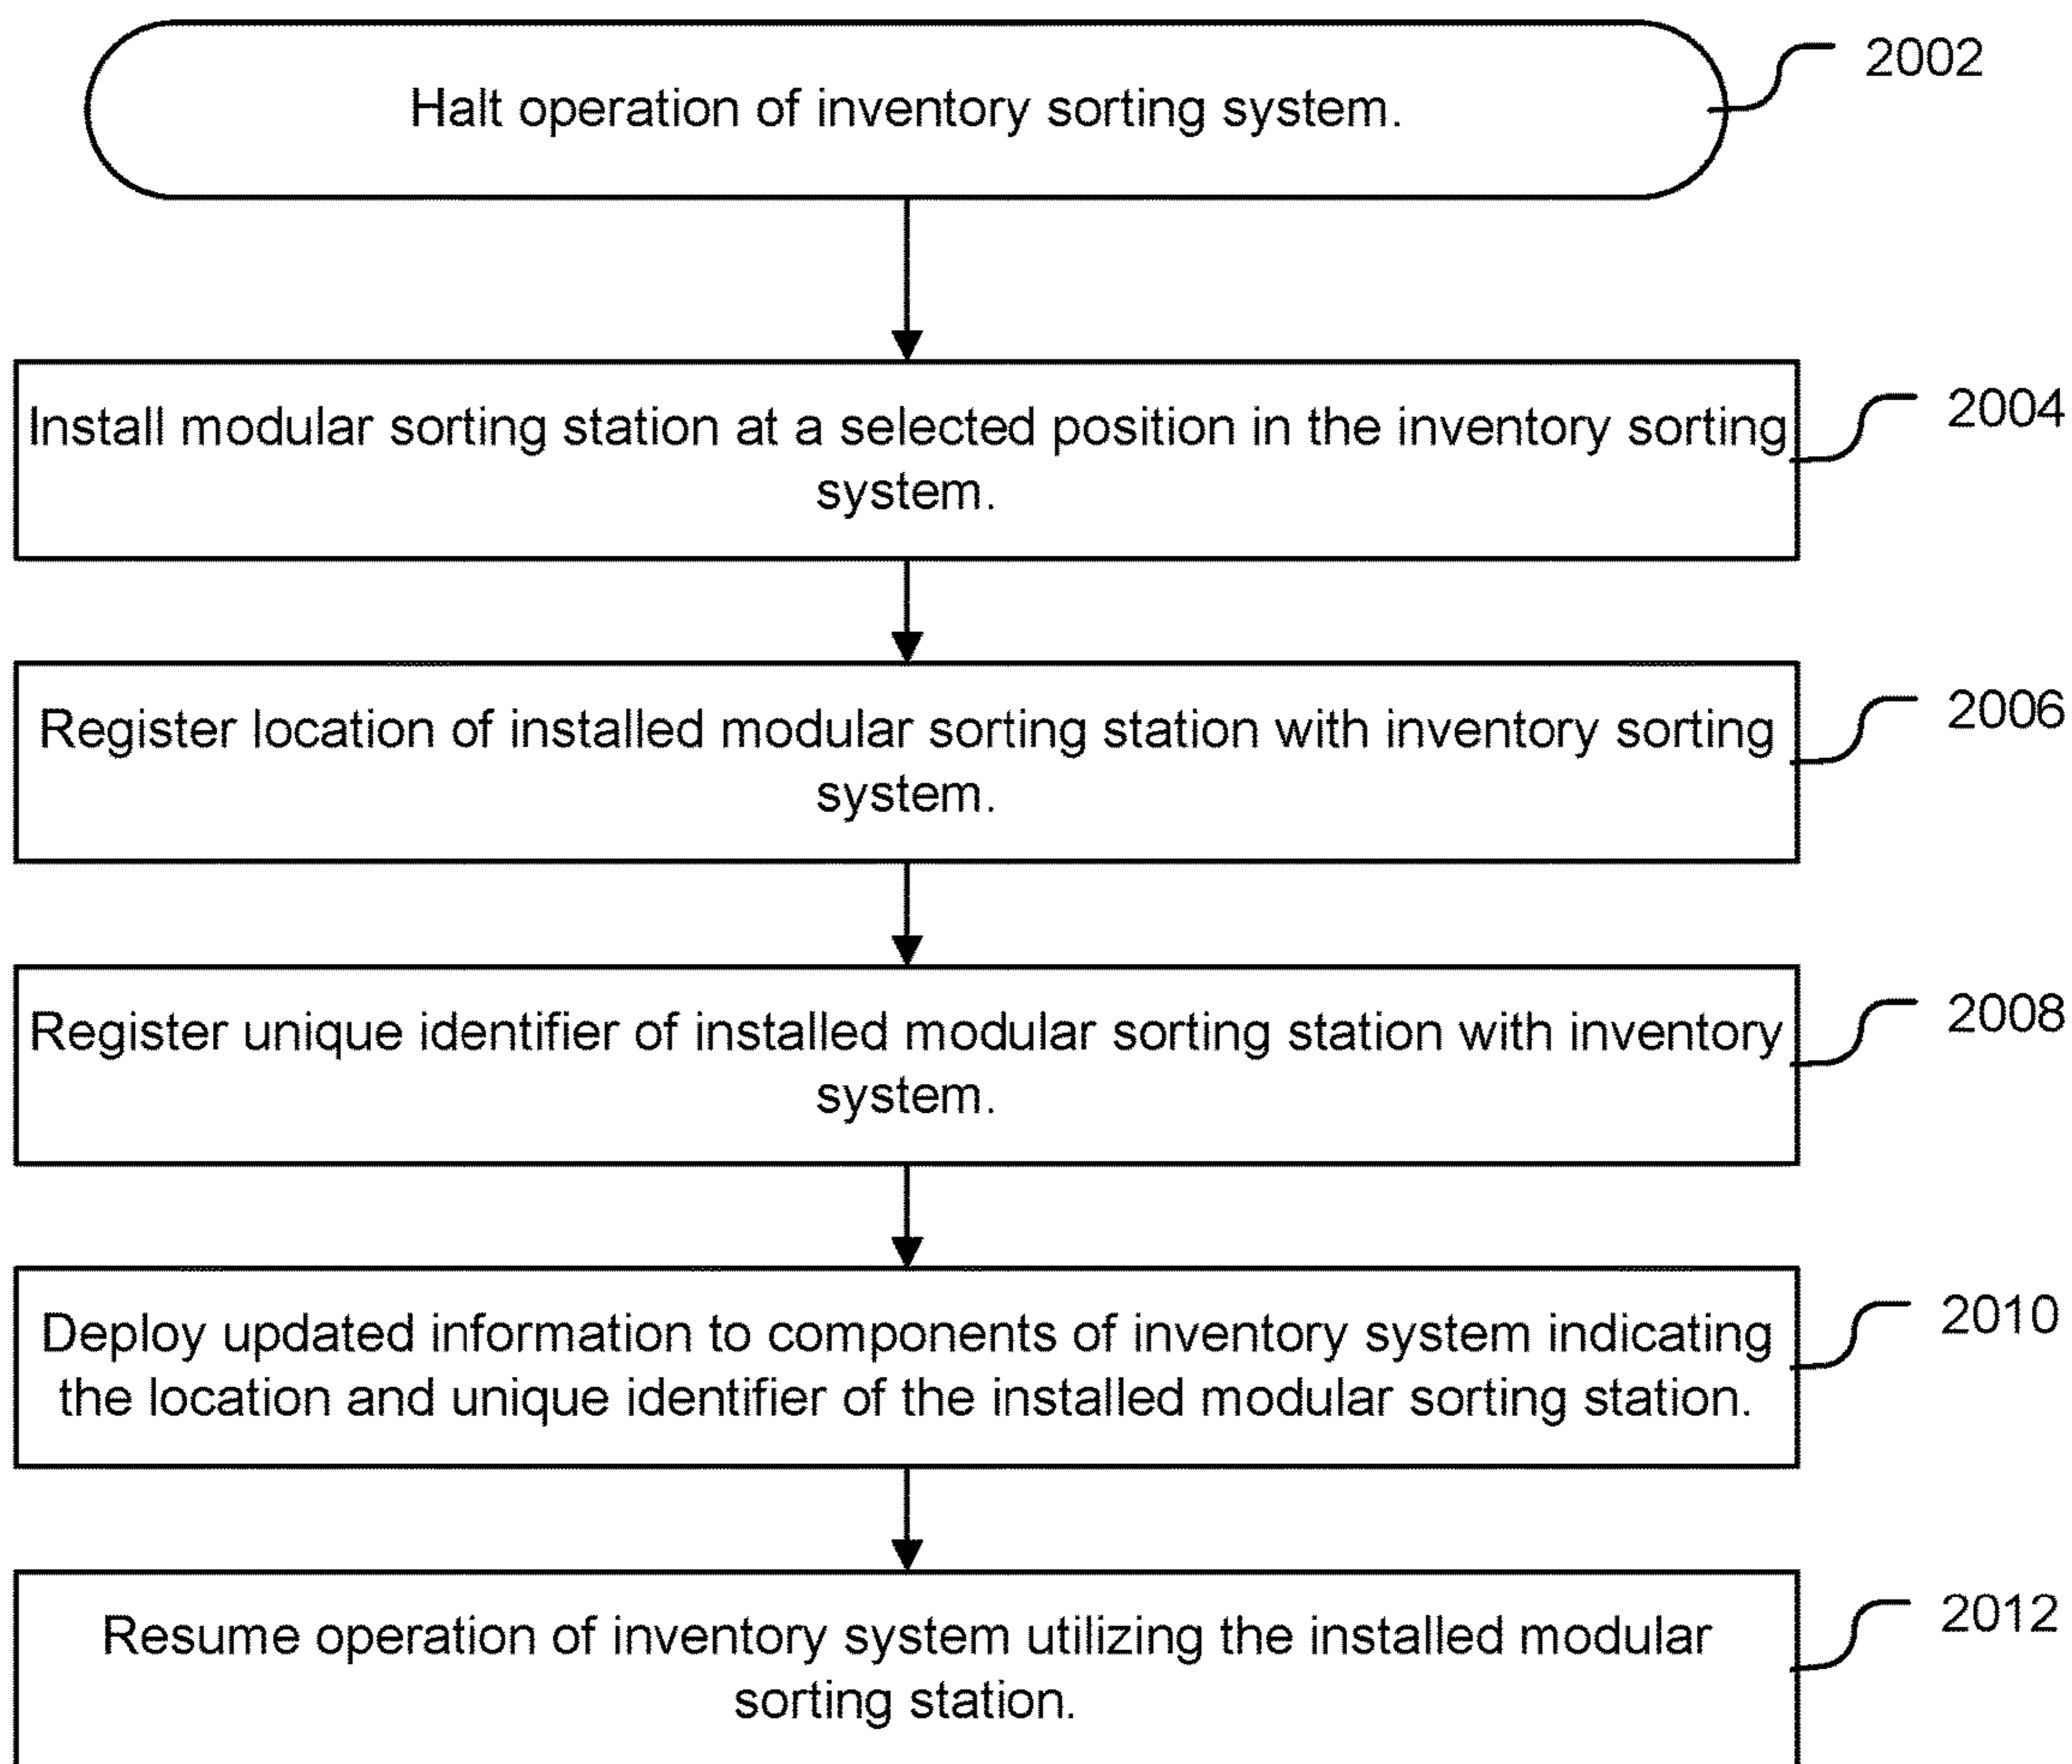 Halt operation of inventory sorting system.
2002
Install modular sorting station at a selected position in the inventory sorting
system.
2004
Register location of installed modular sorting station with inventory sorting
system.
2006
Register unique identifier of installed modular sorting station with inventory
system.
2008
Deploy updated information to components of inventory system indicating
the location and unique identifier of the installed modular sorting station.
2010
Resume operation of inventory system utilizing the installed modular
sorting station.
2012